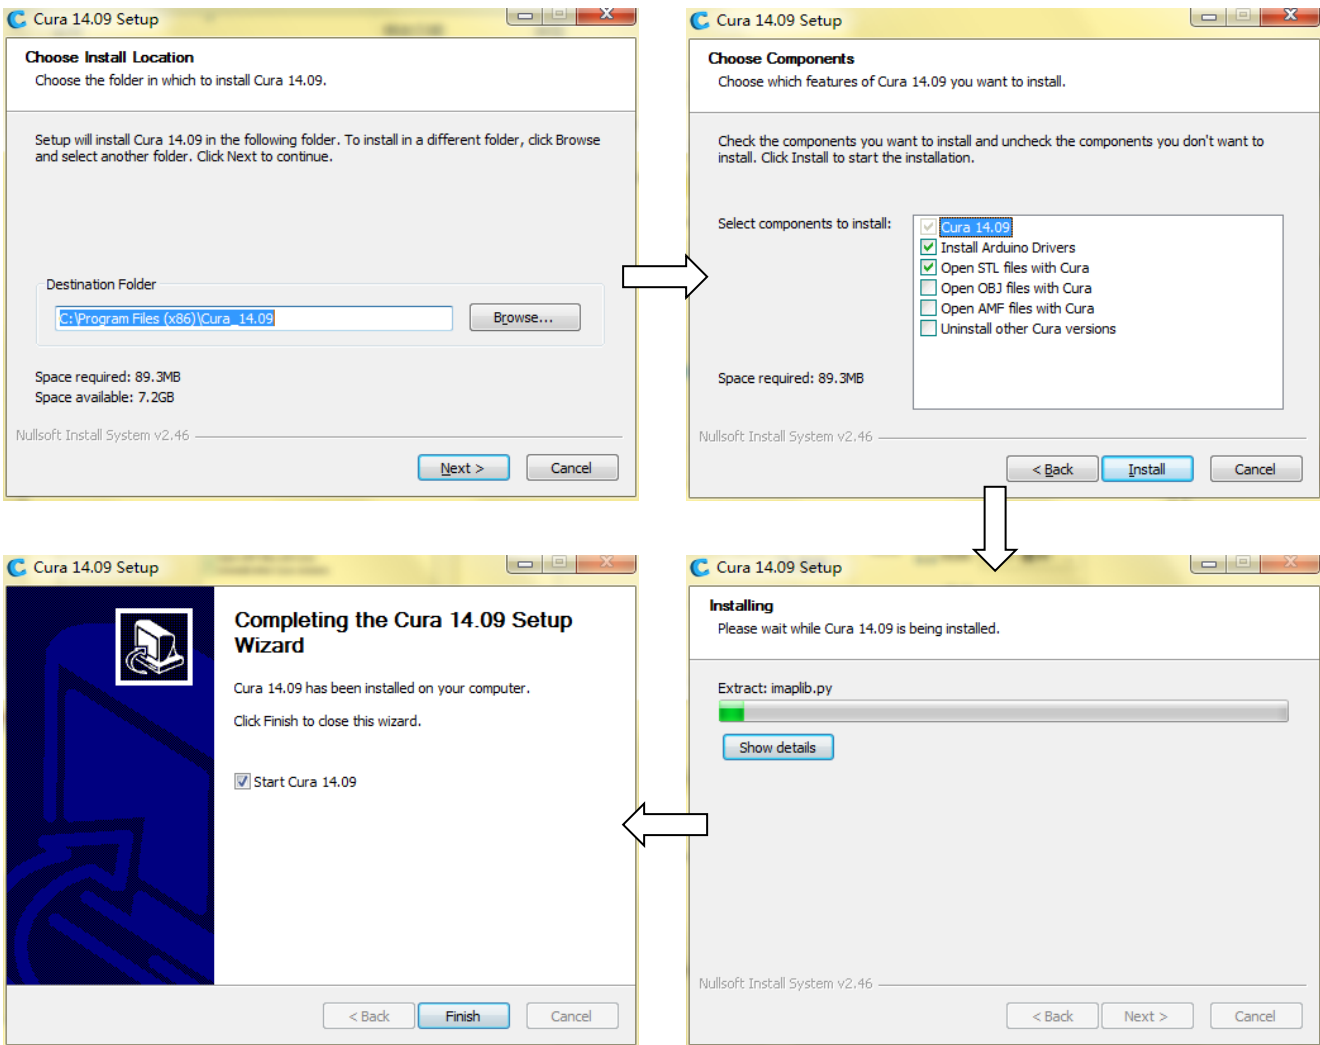 Cura 14.09 Setup
Choose Install Location
Choose the folder in which to install Cura 14.09.
Setup will install Cura 14.09 in the following folder. To install in a different folder, click Browse
and select another folder. Click Next to continue.
Destination Folder
C:\Program Files (x86)\Cura_14.09
Browse...
Space required: 89.3MB
Space available: 7.2GB
Nullsoft Install System v2.46
Next >
Cancel
Cura 14.09 Setup
Choose Components
Choose which features of Cura 14.09 you want to install.
Check the components you want to install and uncheck the components you don't want to
install. Click Install to start the installation.
Select components to install:
Cura 14.09
Install Arduino Drivers
Open STL files with Cura
Open OBJ files with Cura
Open AMF files with Cura
Uninstall other Cura versions
Space required: 89.3MB
Nullsoft Install System v2.46
< Back
Install
Cancel
Cura 14.09 Setup
Installing
Please wait while Cura 14.09 is being installed.
Extract: imaplib.py
Show details
Nullsoft Install System v2.46
< Back
Next >
Cancel
Cura 14.09 Setup
Completing the Cura 14.09 Setup
Wizard
Cura 14.09 has been installed on your computer.
Click Finish to close this wizard.
Start Cura 14.09
< Back
Finish
Cancel